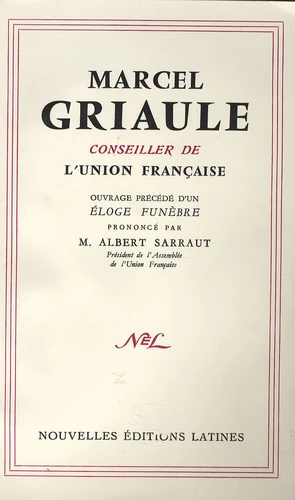 MARCEL
GRIAULE
CONSEILLER DE
L'UNION FRANÇAISE
OUVRAGE PRÉCÉDÉ D'UN
ÉLOGE FUNÈBRE
PRONONCÉ PAR
M. ALBERT SARRAUT
Président de l'Assemblée
de l'Union Française
NEL
NOUVELLES ÉDITIONS LATINES